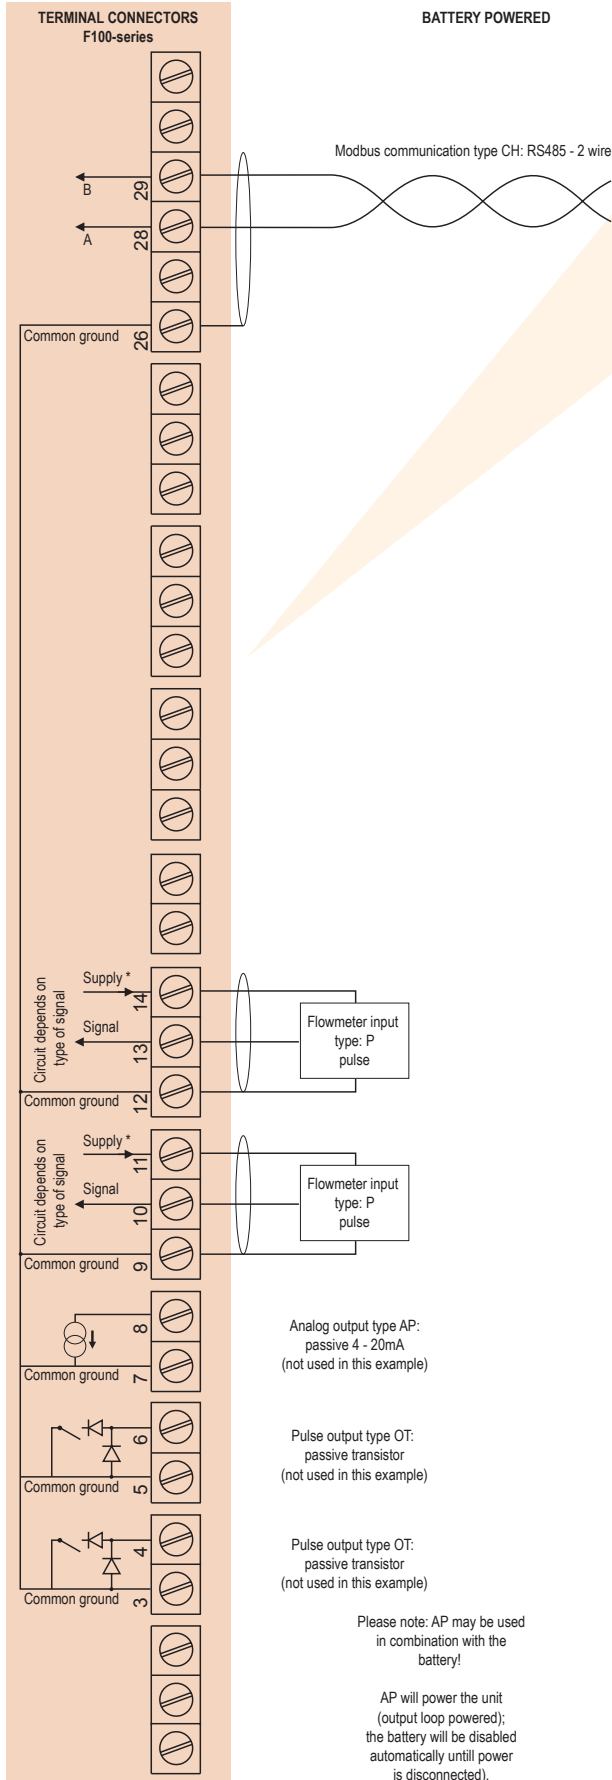 TERMINAL CONNECTORS
F100-series
BATTERY POWERED
Modbus communication type CH: RS485 - 2 wire
B
29
A
28
Common ground
26
Circuit depends on
type of signal
Supply *
14
Signal
13
Common ground
12
Flowmeter input
type: P
pulse
Circuit depends on
type of signal
Supply *
11
Signal
10
Common ground
9
Flowmeter input
type: P
pulse
8
Common ground
7
Analog output type AP:
passive 4 - 20mA
(not used in this example)
6
Common ground
5
Pulse output type OT:
passive transistor
(not used in this example)
4
Common ground
3
Pulse output type OT:
passive transistor
(not used in this example)
Please note: AP may be used
in combination with the
battery!
AP will power the unit
(output loop powered);
the battery will be disabled
automatically untill power
is disconnected).